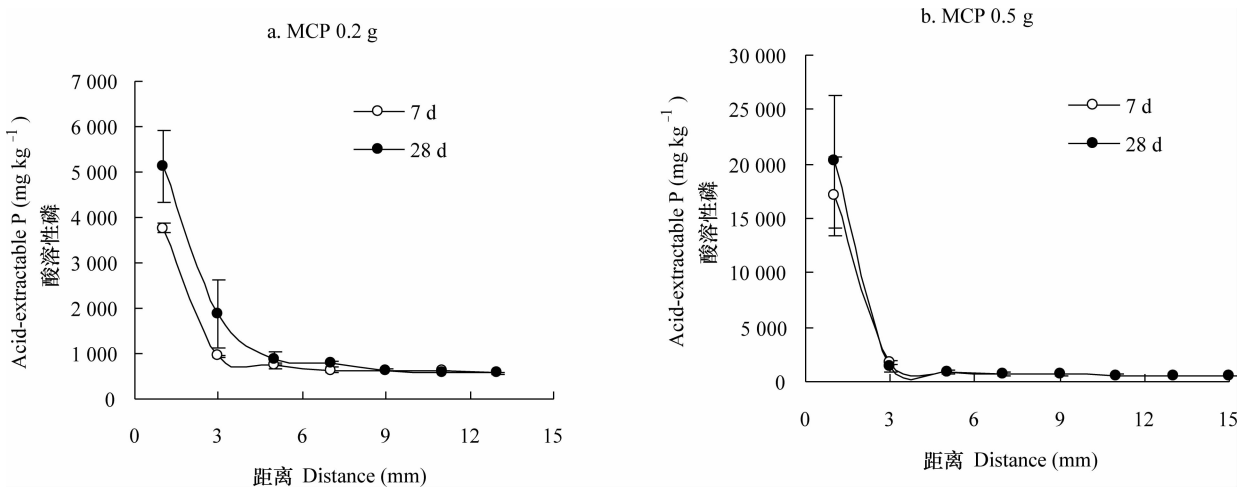 a. MCP 0.2 g
7 000
6 000
5 000
4 000
3 000
2 000
1 000
0
Acid-extractable P (mg kg⁻¹)
酸溶性磷
7 d
28 d
0 3 6 9 12 15
距离 Distance (mm)
b. MCP 0.5 g
30 000
25 000
20 000
15 000
10 000
5 000
0
Acid-extractable P (mg kg⁻¹)
酸溶性磷
7 d
28 d
0 3 6 9 12 15
距离 Distance (mm)